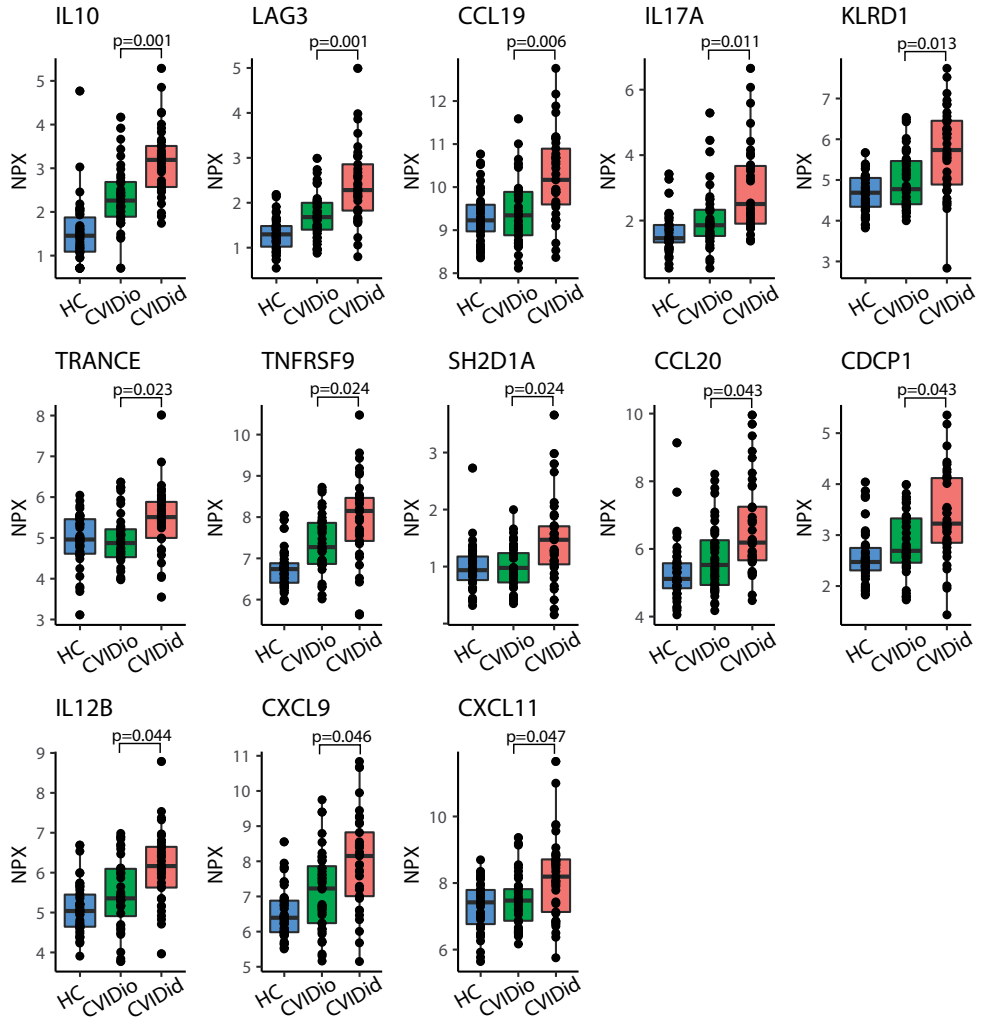 IL10 LAG3 CCL19 IL17A KLRD1
p=0.001 p=0.001 p=0.006 p=0.011 p=0.013
NPX 5 4 3 2 1 NPX 5 4 3 2 1 NPX 12 11 10 9 8 NPX 6 4 2 NPX 7 6 5 4 3
HC CVIDio CVIDid HC CVIDio CVIDid HC CVIDio CVIDid HC CVIDio CVIDid HC CVIDio CVIDid
TRANCE TNFRSF9 SH2D1A CCL20 CDCP1
p=0.023 p=0.024 p=0.024 p=0.043 p=0.043
NPX 8 7 6 5 4 3 NPX 10 9 8 7 6 NPX 3 2 1 NPX 10 8 6 4 NPX 5 4 3 2
HC CVIDio CVIDid HC CVIDio CVIDid HC CVIDio CVIDid HC CVIDio CVIDid HC CVIDio CVIDid
IL12B CXCL9 CXCL11
p=0.044 p=0.046 p=0.047
NPX 9 8 7 6 5 4 NPX 11 10 9 8 7 6 5 NPX 10 8 6
HC CVIDio CVIDid HC CVIDio CVIDid HC CVIDio CVIDid